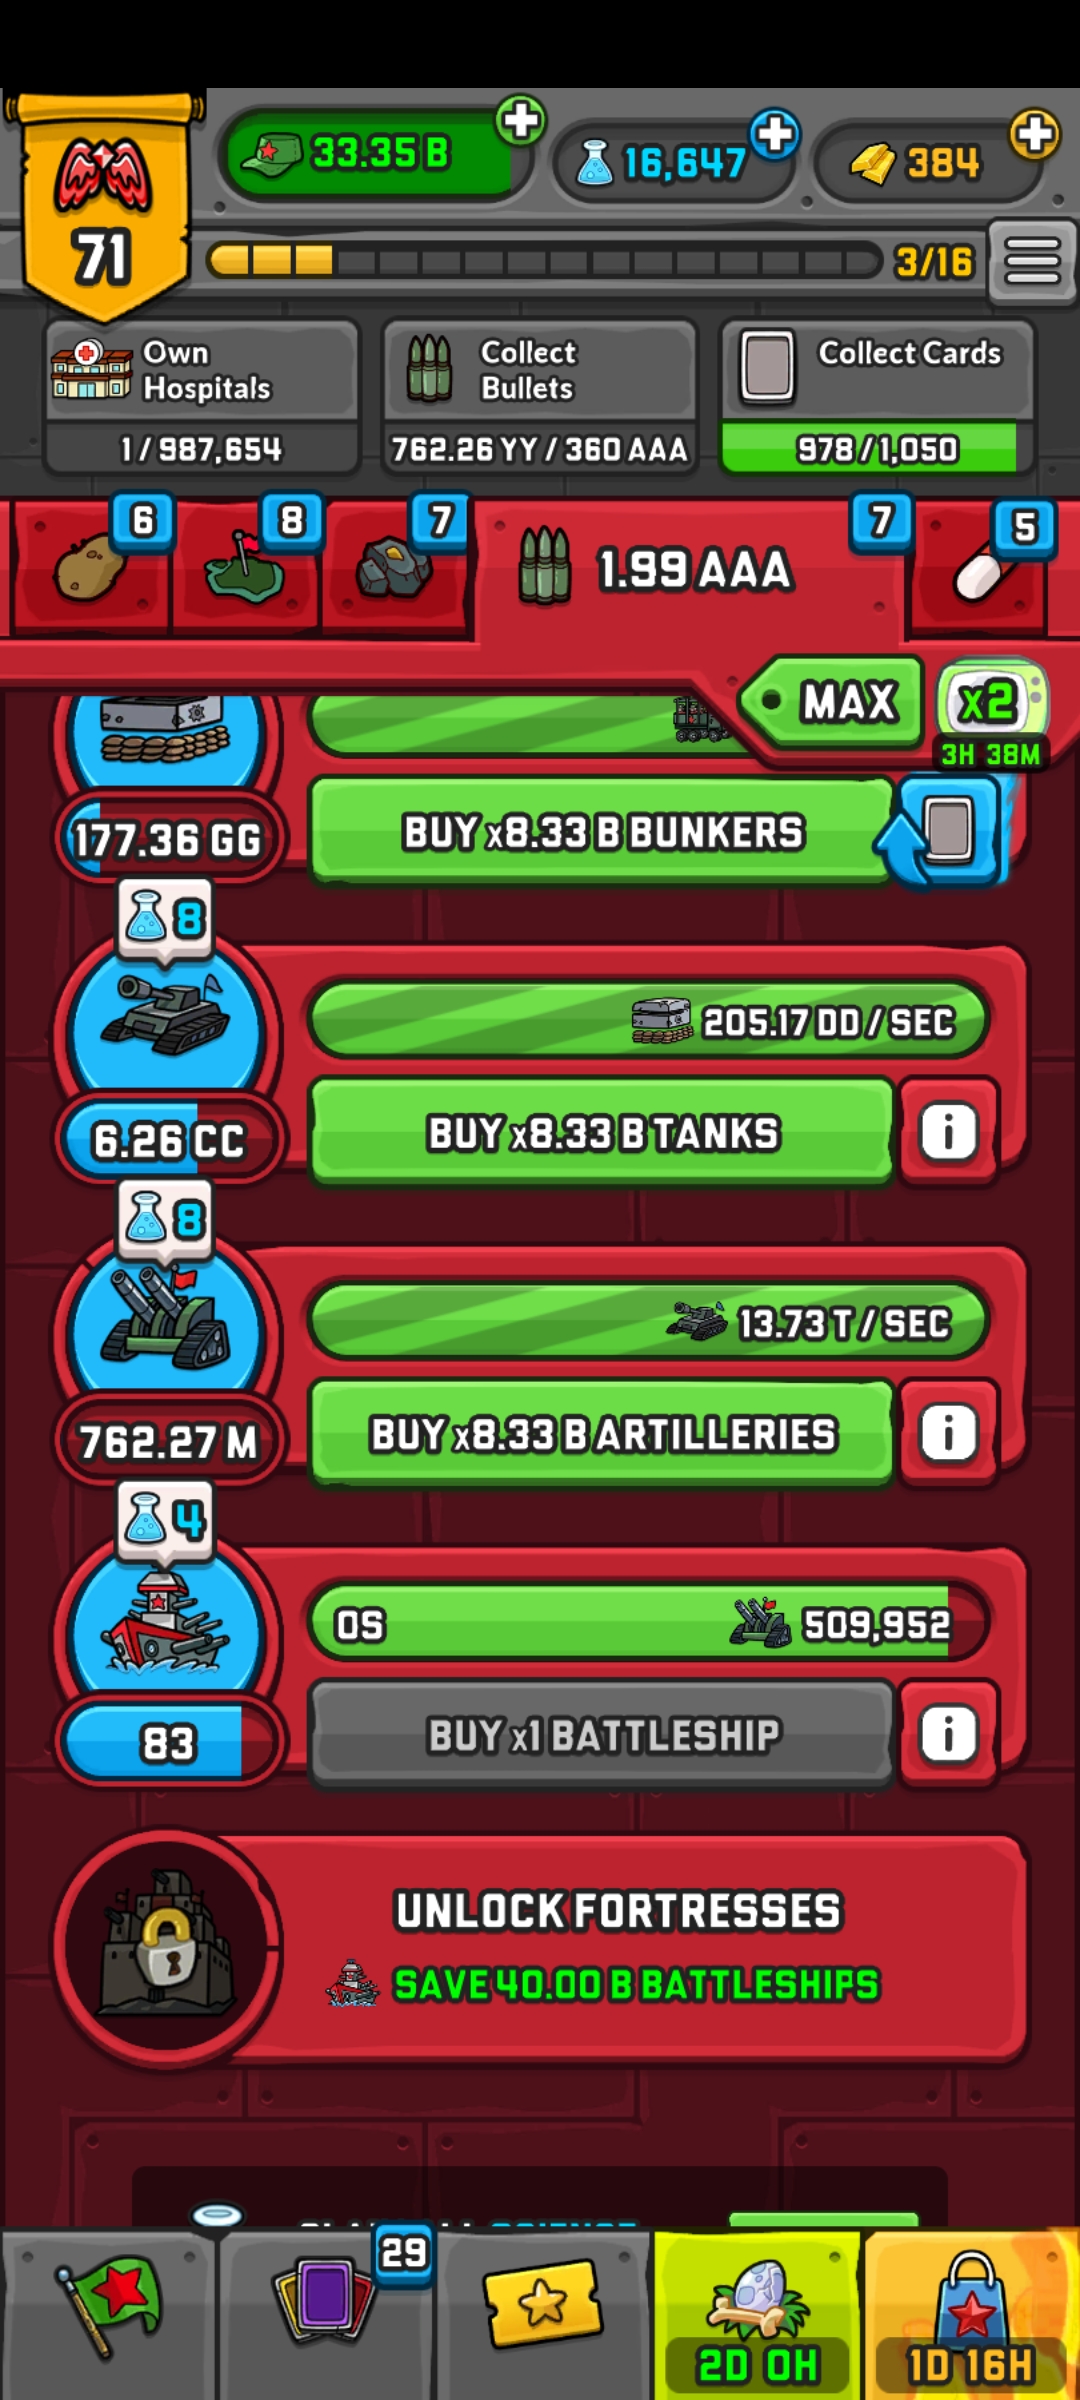 71
33.35 B
16,647
384
3/16
Own
Hospitals
1 / 987,654
Collect
Bullets
762.26 YY / 360 AAA
Collect Cards
978 / 1,050
6
8
7
1.99 AAA
7
5
MAX
x2
3H 38M
177.36 GG
BUY x8.33 B BUNKERS
8
205.17 DD / SEC
6.26 CC
BUY x8.33 B TANKS
8
13.73 T / SEC
762.27 M
BUY x8.33 B ARTILLERIES
4
0S
509,952
83
BUY x1 BATTLESHIP
UNLOCK FORTRESSES
SAVE 40.00 B BATTLESHIPS
29
2D 0H
1D 16H